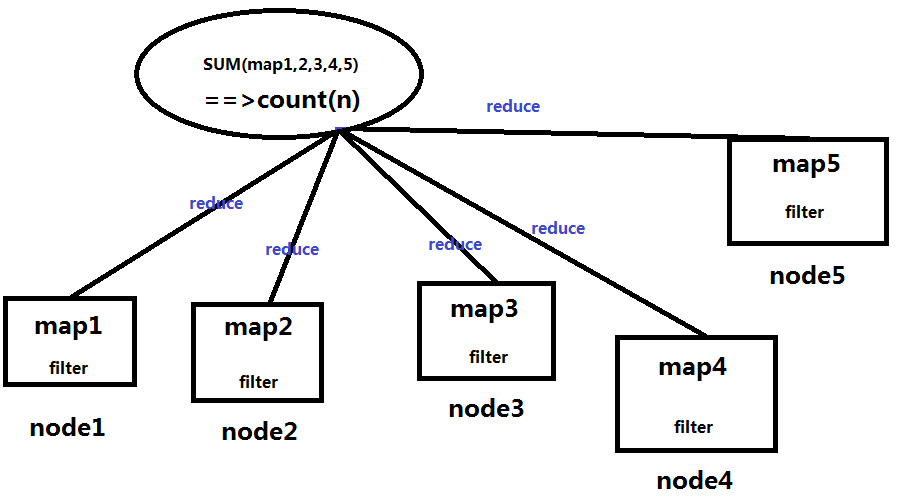 SUM(map1,2,3,4,5)
==>count(n)
reduce
reduce
reduce
reduce
reduce
map1
filter
node1
map2
filter
node2
map3
filter
node3
map4
filter
node4
map5
filter
node5